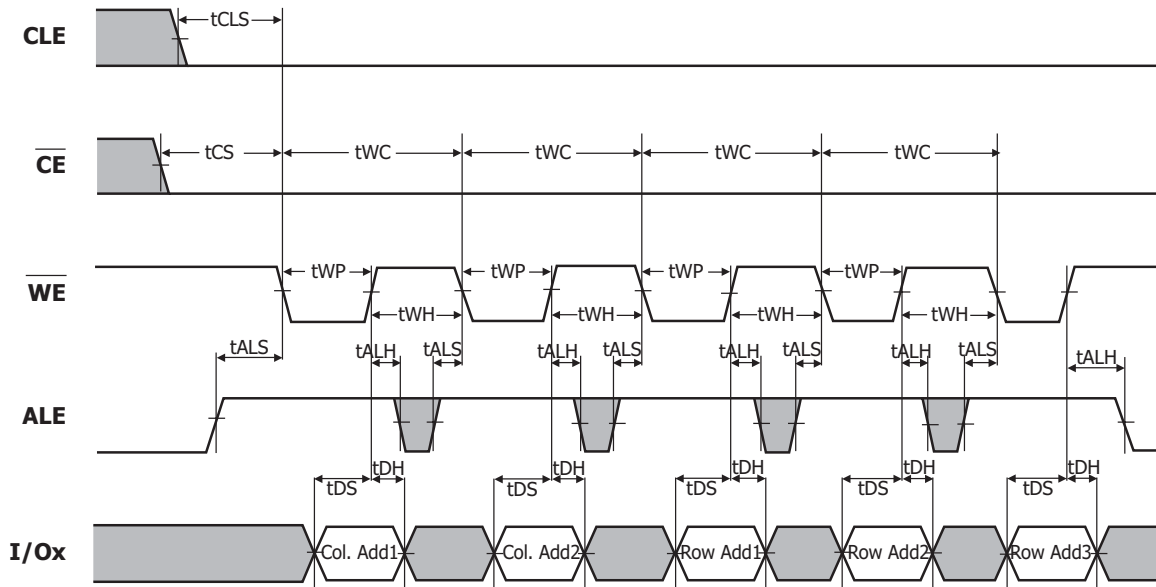 CLE
tCLS
CE
tCS
tWC
tWC
tWC
tWC
WE
tWP
tWP
tWP
tWP
tWH
tWH
tWH
tWH
tALS
tALH
tALS
tALH
tALS
tALH
tALS
tALH
tALS
tALH
ALE
tDS
tDH
tDS
tDH
tDS
tDH
tDS
tDH
tDS
tDH
I/Ox
Col. Add1
Col. Add2
Row Add1
Row Add2
Row Add3